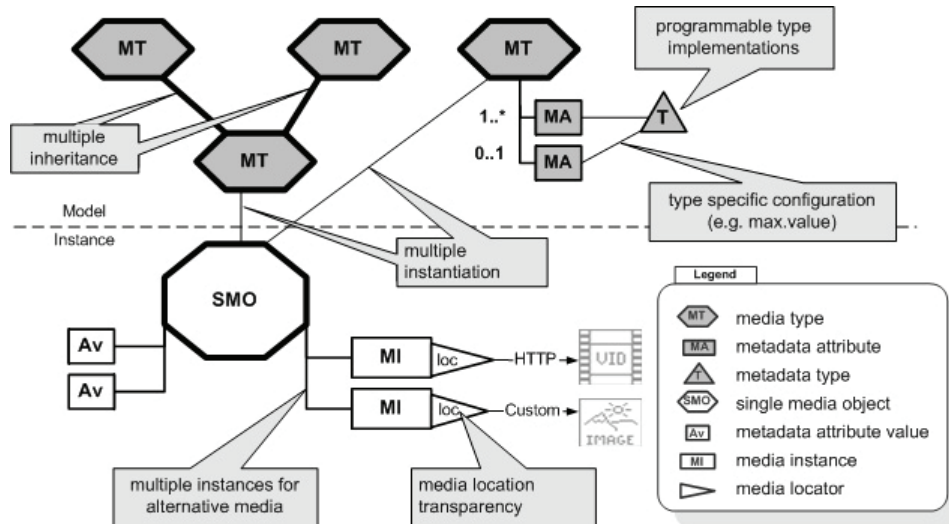 MT
MT
MT
programmable type
implementations
1..*
MA
T
multiple
inheritance
MT
0..1
MA
type specific configuration
(e.g. max.value)
Model
Instance
multiple
instantiation
SMO
Av
Av
MI
loc
HTTP
VID
MI
loc
Custom
IMAGE
multiple instances for
alternative media
media location
transparency
Legend
MT media type
MA metadata attribute
T metadata type
SMO single media object
Av metadata attribute value
MI media instance
media locator